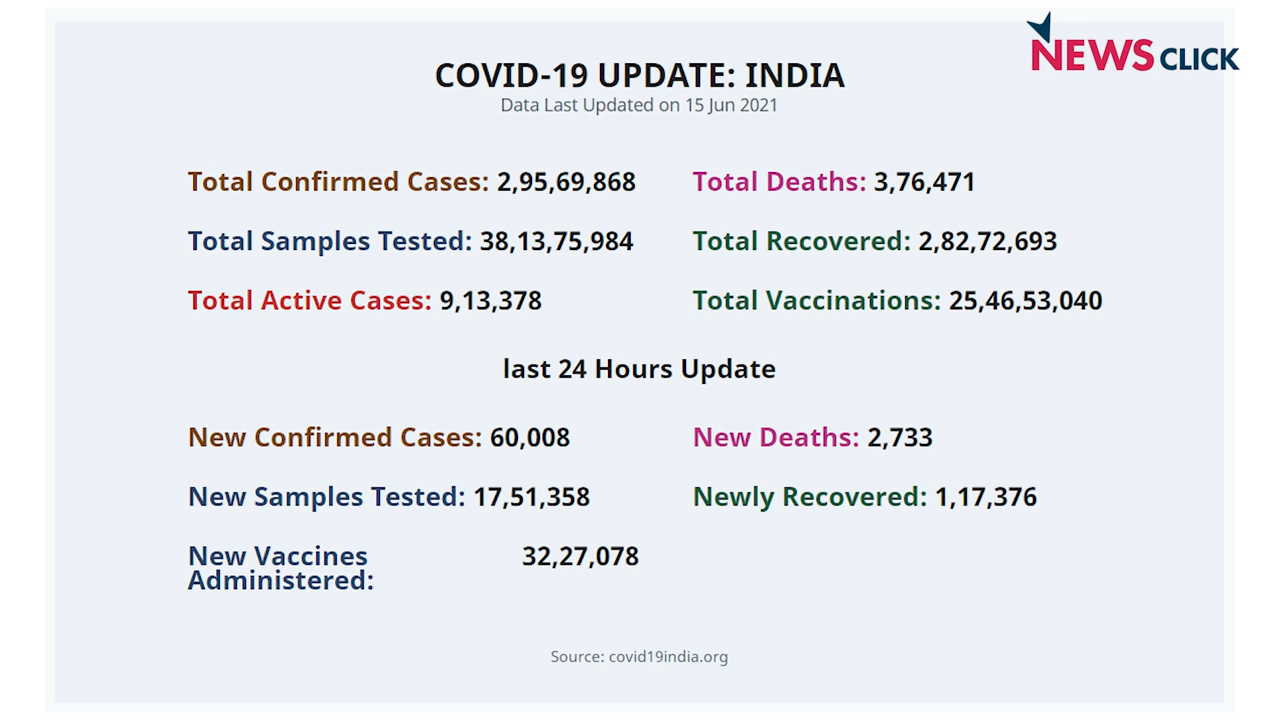 NEWS CLICK
COVID-19 UPDATE: INDIA
Data Last Updated on 15 Jun 2021
Total Confirmed Cases: 2,95,69,868
Total Deaths: 3,76,471
Total Samples Tested: 38,13,75,984
Total Recovered: 2,82,72,693
Total Active Cases: 9,13,378
Total Vaccinations: 25,46,53,040
last 24 Hours Update
New Confirmed Cases: 60,008
New Deaths: 2,733
New Samples Tested: 17,51,358
Newly Recovered: 1,17,376
New Vaccines 32,27,078
Administered:
Source: covid19india.org